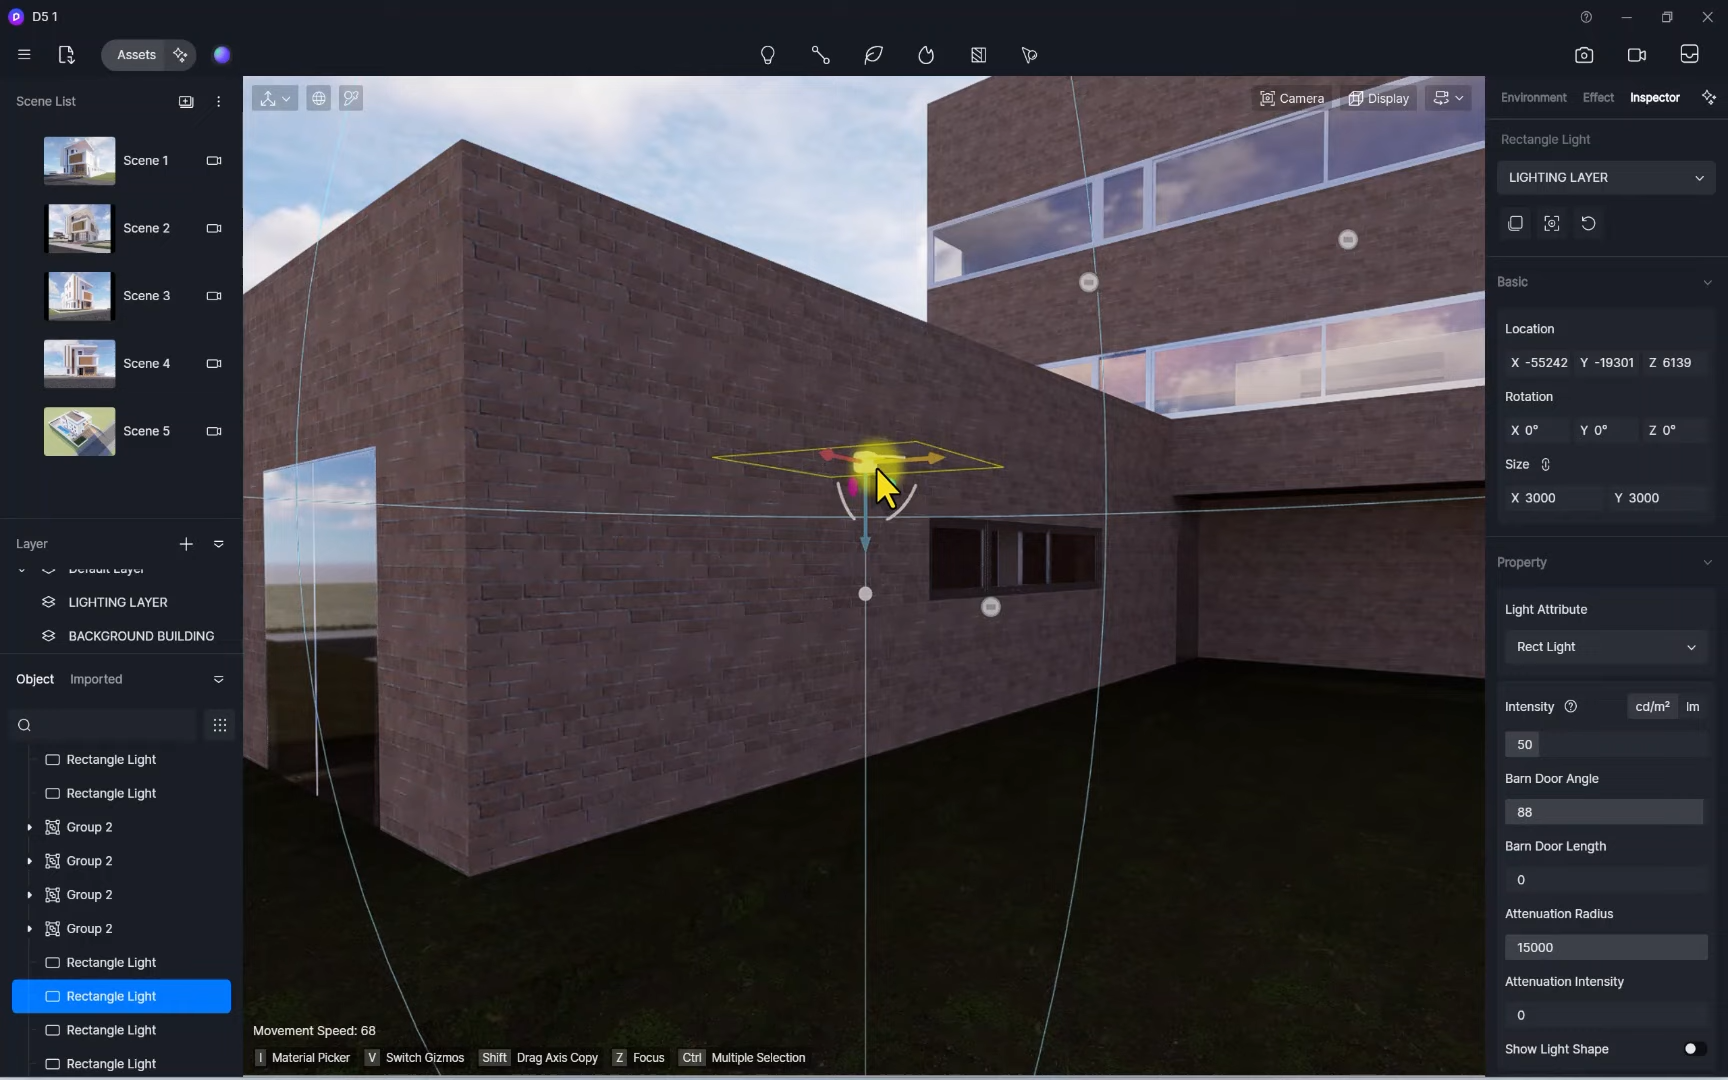 D5 1
Assets
Scene List
Scene 1
Scene 2
Scene 3
Scene 4
Scene 5
Layer
Default Layer
LIGHTING LAYER
BACKGROUND BUILDING
Object Imported
Rectangle Light
Rectangle Light
Group 2
Group 2
Group 2
Group 2
Rectangle Light
Rectangle Light
Rectangle Light
Rectangle Light
Camera Display
Movement Speed: 68
I Material Picker V Switch Gizmos Shift Drag Axis Copy Z Focus Ctrl Multiple Selection
Environment Effect Inspector
Rectangle Light
LIGHTING LAYER
Basic
Location
X -55242 Y -19301 Z 6139
Rotation
X 0° Y 0° Z 0°
Size
X 3000 Y 3000
Property
Light Attribute
Rect Light
Intensity cd/m² lm
50
Barn Door Angle
88
Barn Door Length
0
Attenuation Radius
15000
Attenuation Intensity
0
Show Light Shape